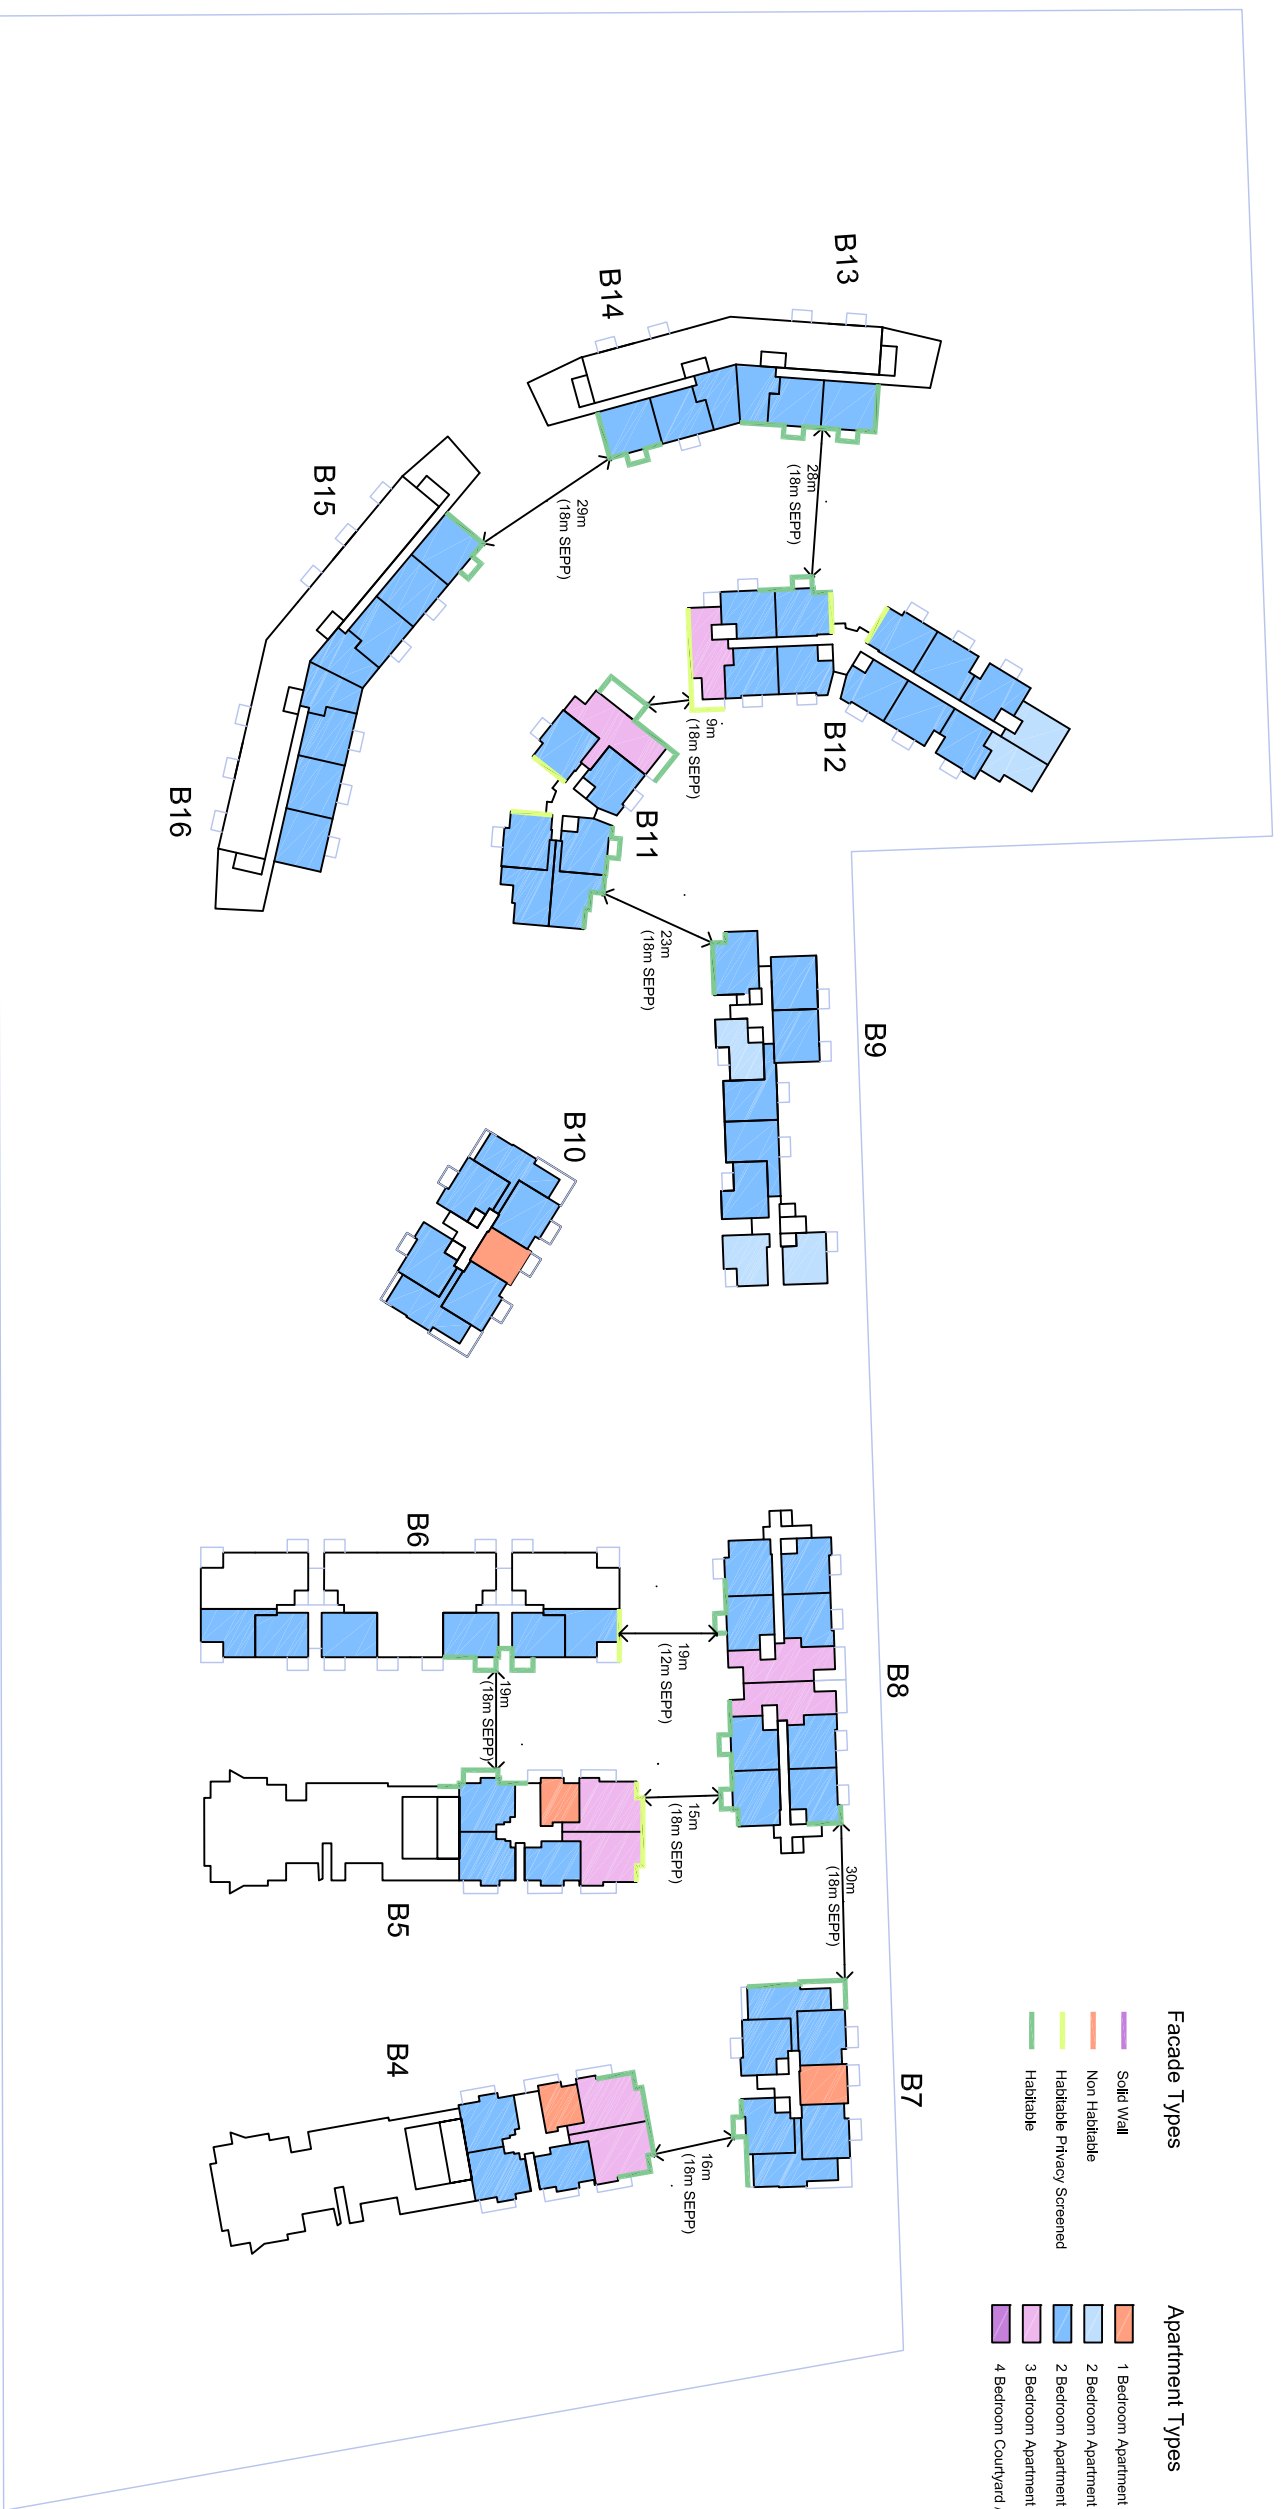 B13
B14
28m
(18m SEPP)
B15
29m
(18m SEPP)
B12
9m
(18m SEPP)
B16
B11
23m
(18m SEPP)
B9
B10
B6
19m
(12m SEPP)
B8
19m
(18m SEPP)
15m
(18m SEPP)
30m
(18m SEPP)
B5
B4
B7
16m
(18m SEPP)
Facade Types
Solid Wall
Non Habitable
Habitable Privacy Screened
Habitable
Apartment Types
1 Bedroom Apartment
2 Bedroom Apartment
2 Bedroom Apartment
3 Bedroom Apartment
4 Bedroom Courtyard